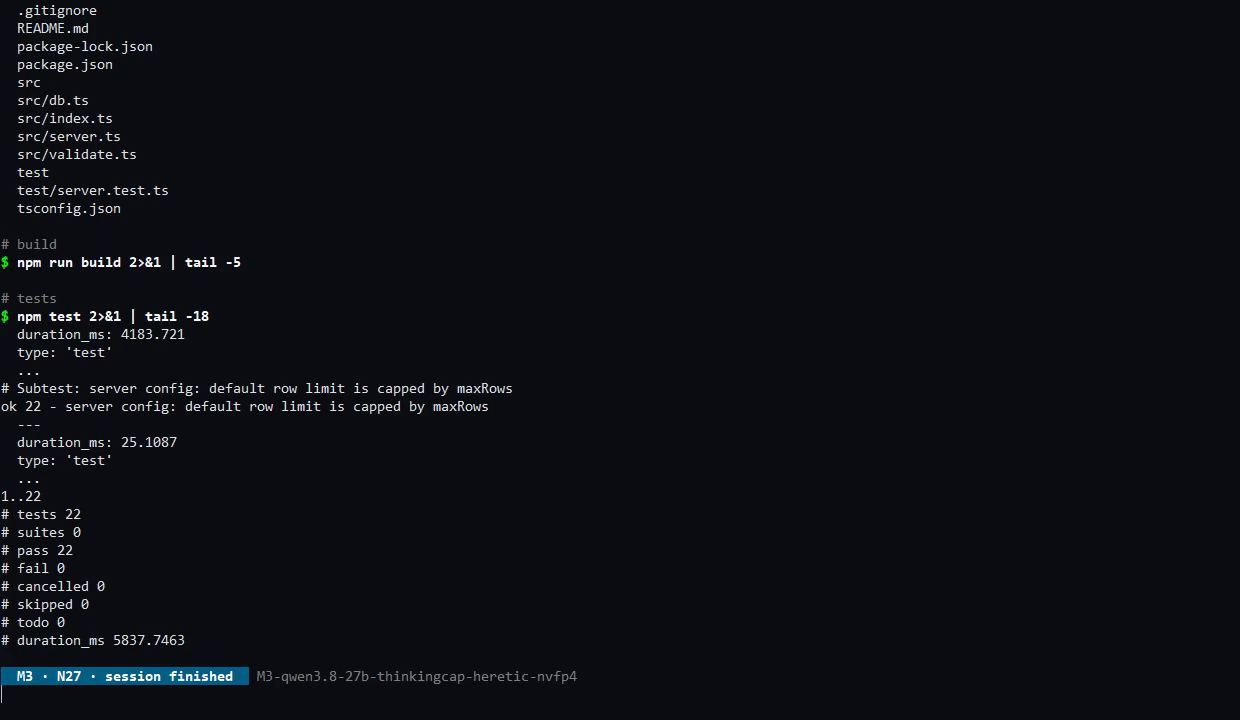 .gitignore
README.md
package-lock.json
package.json
src
src/db.ts
src/index.ts
src/server.ts
src/validate.ts
test
test/server.test.ts
tsconfig.json
# build
$ npm run build 2>&1 | tail -5
# tests
$ npm test 2>&1 | tail -18
duration_ms: 4183.721
type: 'test'
...
# Subtest: server config: default row limit is capped by maxRows
ok 22 - server config: default row limit is capped by maxRows
---
duration_ms: 25.1087
type: 'test'
...
1..22
# tests 22
# suites 0
# pass 22
# fail 0
# cancelled 0
# skipped 0
# todo 0
# duration_ms 5837.7463
M3 · N27 · session finished M3-qwen3.8-27b-thinkingcap-heretic-nvfp4